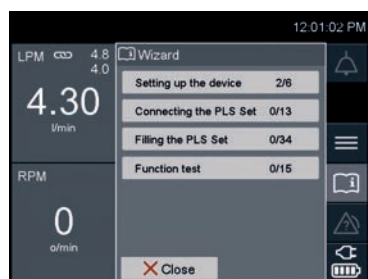 12:01:02 PM
LPM 4.8
4.0
4.30
l/min
RPM
0
o/min
Wizard
Setting up the device 2/6
Connecting the PLS Set 0/13
Filling the PLS Set 0/34
Function test 0/15
Close